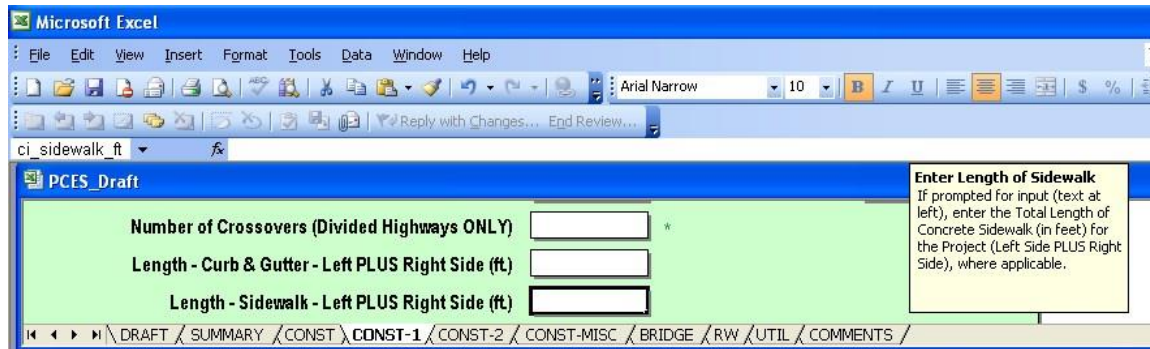 Microsoft Excel
File Edit View Insert Format Tools Data Window Help
Arial Narrow 10 B I U $ %
Reply with Changes... End Review...
ci_sidewalk_ft fx
PCES_Draft
Number of Crossovers (Divided Highways ONLY) *
Length - Curb & Gutter - Left PLUS Right Side (ft.)
Length - Sidewalk - Left PLUS Right Side (ft.)
Enter Length of Sidewalk
If prompted for input (text at
left), enter the Total Length of
Concrete Sidewalk (in feet) for
the Project (Left Side PLUS Right
Side), where applicable.
DRAFT / SUMMARY / CONST \ CONST-1 / CONST-2 / CONST-MISC / BRIDGE / RW / UTIL / COMMENTS /